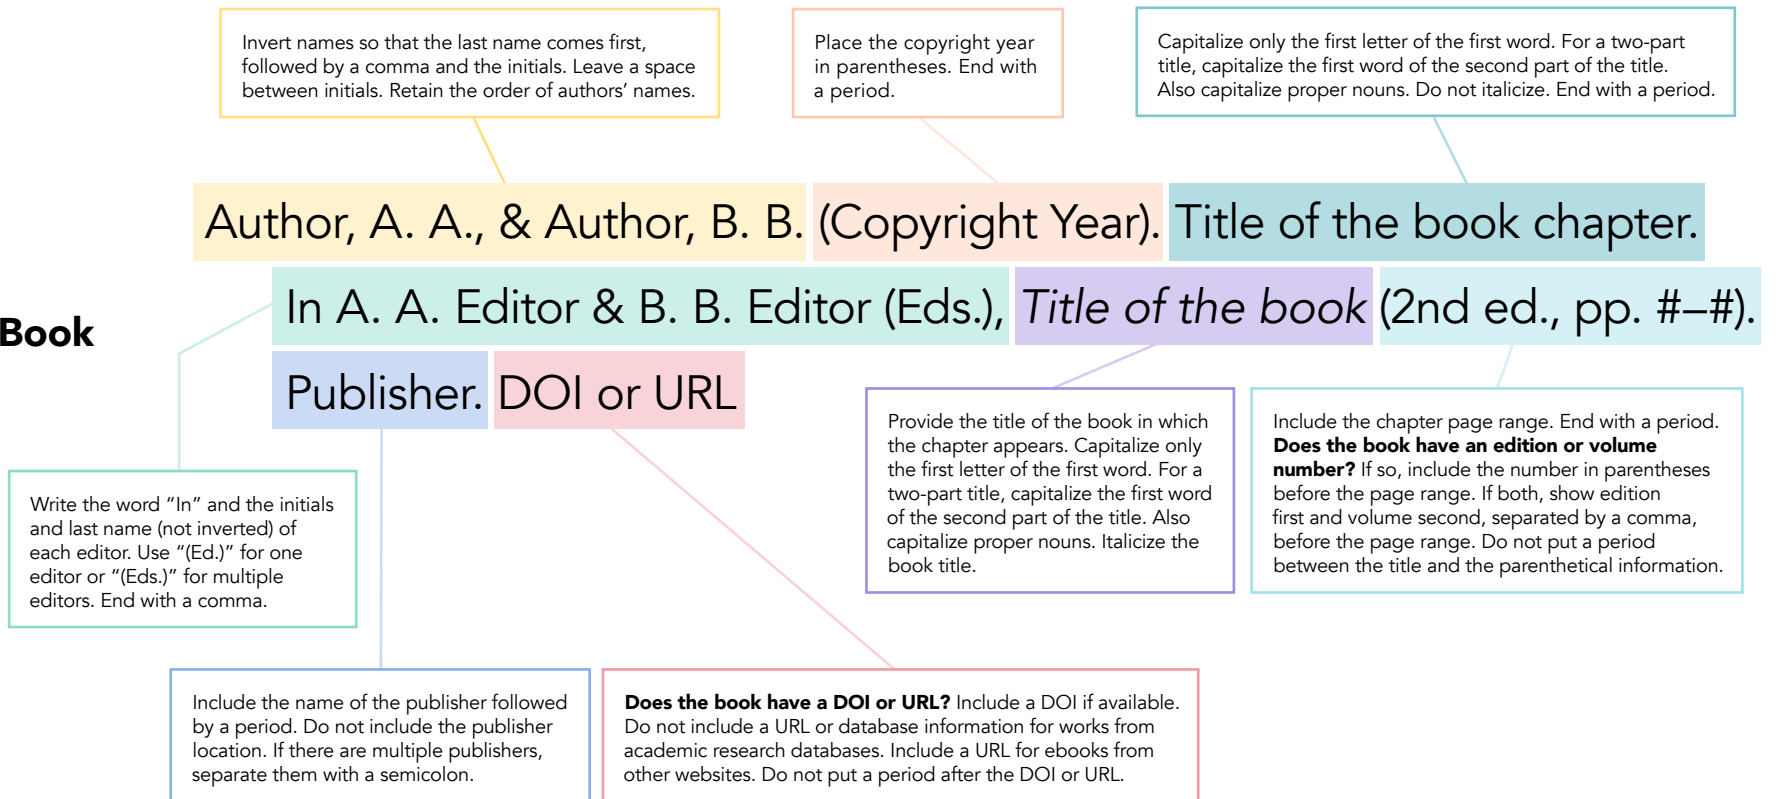 Invert names so that the last name comes first,
followed by a comma and the initials. Leave a space
between initials. Retain the order of authors’ names.
Place the copyright year
in parentheses. End with
a period.
Capitalize only the first letter of the first word. For a two-part
title, capitalize the first word of the second part of the title.
Also capitalize proper nouns. Do not italicize. End with a period.
Author, A. A., & Author, B. B. (Copyright Year). Title of the book chapter.
In A. A. Editor & B. B. Editor (Eds.), Title of the book (2nd ed., pp. #–#).
Book
Publisher. DOI or URL
Provide the title of the book in which
the chapter appears. Capitalize only
the first letter of the first word. For a
two-part title, capitalize the first word
of the second part of the title. Also
capitalize proper nouns. Italicize the
book title.
Include the chapter page range. End with a period.
Does the book have an edition or volume
number? If so, include the number in parentheses
before the page range. If both, show edition
first and volume second, separated by a comma,
before the page range. Do not put a period
between the title and the parenthetical information.
Write the word “In” and the initials
and last name (not inverted) of
each editor. Use “(Ed.)” for one
editor or “(Eds.)” for multiple
editors. End with a comma.
Include the name of the publisher followed
by a period. Do not include the publisher
location. If there are multiple publishers,
separate them with a semicolon.
Does the book have a DOI or URL? Include a DOI if available.
Do not include a URL or database information for works from
academic research databases. Include a URL for ebooks from
other websites. Do not put a period after the DOI or URL.